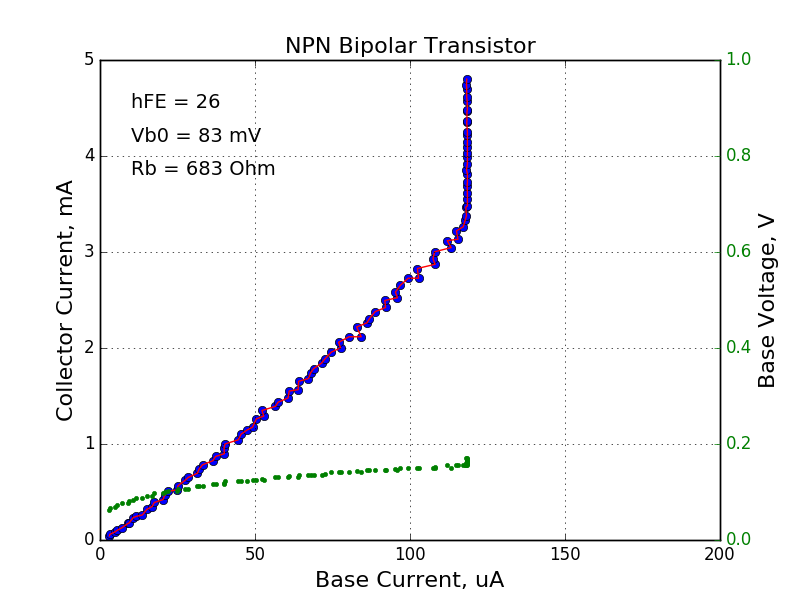 NPN Bipolar Transistor
hFE = 26
Vb0 = 83 mV
Rb = 683 Ohm
Collector Current, mA
5
4
3
2
1
0
Base Voltage, V
1.0
0.8
0.6
0.4
0.2
0.0
0 50 100 150 200
Base Current, uA